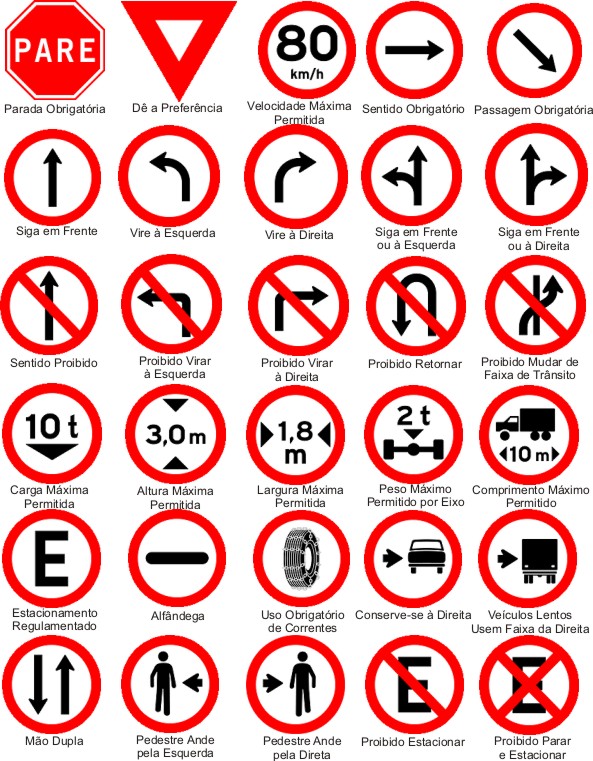 PARE
80
km/h
Parada Obrigatória
Dê a Preferência
Velocidade Máxima
Permitida
Sentido Obrigatório
Passagem Obrigatória
Siga em Frente
Vire à Esquerda
Vire à Direita
Siga em Frente
ou à Esquerda
Siga em Frente
ou à Direita
Sentido Proibido
Proibido Virar
à Esquerda
Proibido Virar
à Direita
Proibido Retornar
Proibido Mudar de
Faixa de Trânsito
10 t
3,0 m
1,8
m
2 t
10 m
Carga Máxima
Permitida
Altura Máxima
Permitida
Largura Máxima
Permitida
Peso Máximo
Permitido por Eixo
Comprimento Máximo
Permitido
E
Estacionamento
Regulamentado
Alfândega
Uso Obrigatório
de Correntes
Conserve-se à Direita
Veículos Lentos
Usem Faixa da Direita
E
E
Mão Dupla
Pedestre Ande
pela Esquerda
Pedestre Ande
pela Direta
Proibido Estacionar
Proibido Parar
e Estacionar